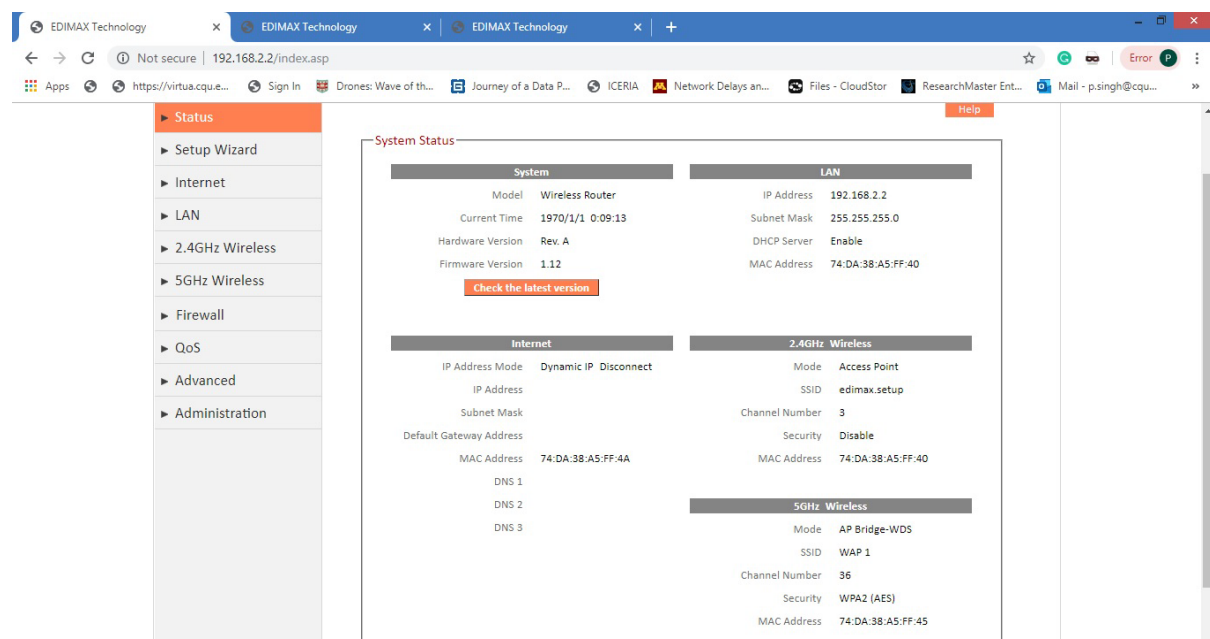 EDIMAX Technology
EDIMAX Technology
EDIMAX Technology
Not secure | 192.168.2.2/index.asp
Error P
Apps
https://virtua.cqu.e...
Sign In
Drones: Wave of th...
Journey of a Data P...
ICERIA
Network Delays an...
Files - CloudStor
ResearchMaster Ent...
Mail - p.singh@cqu...
»
Status
Setup Wizard
Internet
LAN
2.4GHz Wireless
5GHz Wireless
Firewall
QoS
Advanced
Administration
Help
System Status
System
Model Wireless Router
Current Time 1970/1/1 0:09:13
Hardware Version Rev. A
Firmware Version 1.12
Check the latest version
LAN
IP Address 192.168.2.2
Subnet Mask 255.255.255.0
DHCP Server Enable
MAC Address 74:DA:38:A5:FF:40
Internet
IP Address Mode Dynamic IP Disconnect
IP Address
Subnet Mask
Default Gateway Address
MAC Address 74:DA:38:A5:FF:4A
DNS 1
DNS 2
DNS 3
2.4GHz Wireless
Mode Access Point
SSID edimax.setup
Channel Number 3
Security Disable
MAC Address 74:DA:38:A5:FF:40
5GHz Wireless
Mode AP Bridge-WDS
SSID WAP 1
Channel Number 36
Security WPA2 (AES)
MAC Address 74:DA:38:A5:FF:45